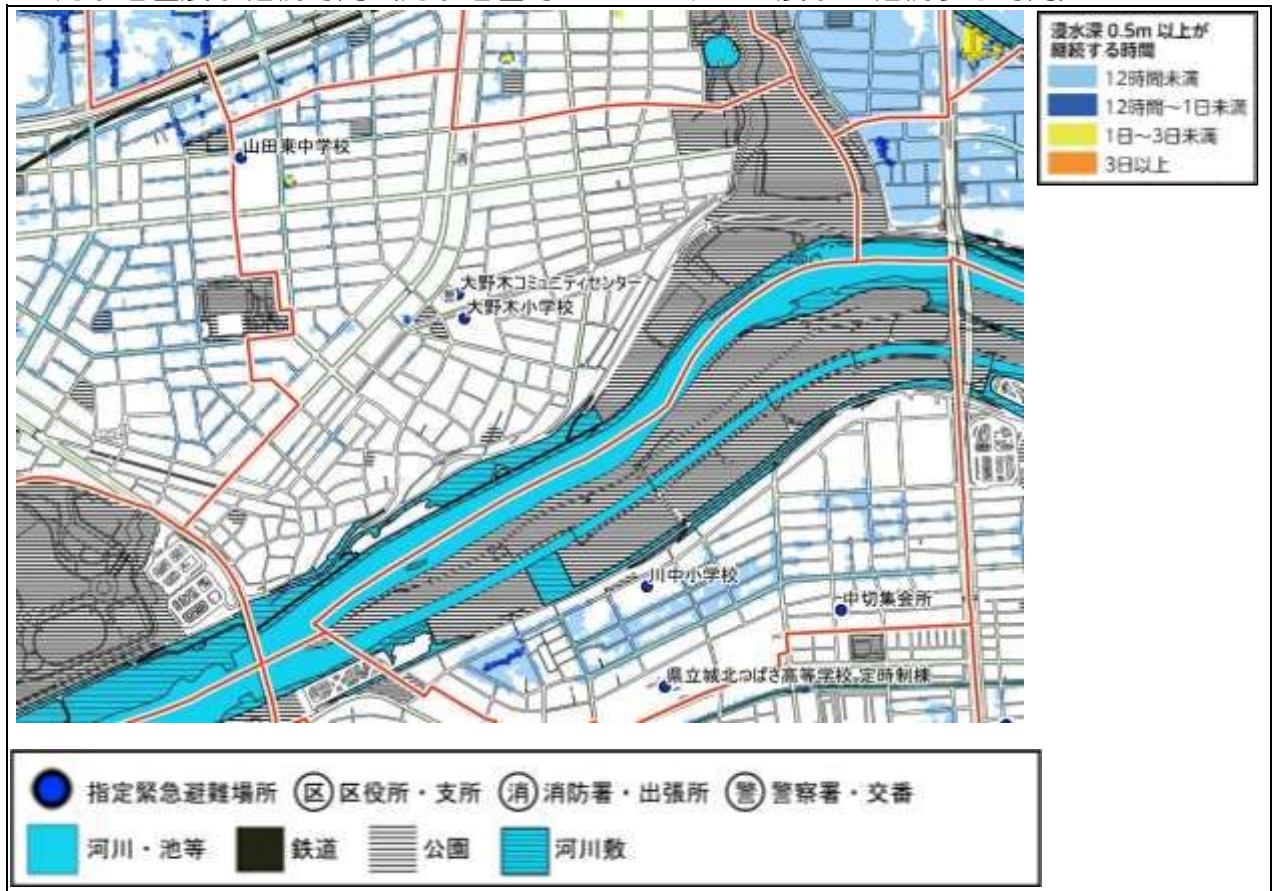 浸水深 0.5m 以上が
継続する時間
12時間未満
12時間～1日未満
1日～3日未満
3日以上
山田東中学校
消
大野木コミュニティセンター
警
大野木小学校
川中小学校
中切集会所
県立城北つばさ高等学校 定時制棟
指定緊急避難場所 区 区役所・支所 消 消防署・出張所 警 警察署・交番
河川・池等 鉄道 公園 河川敷